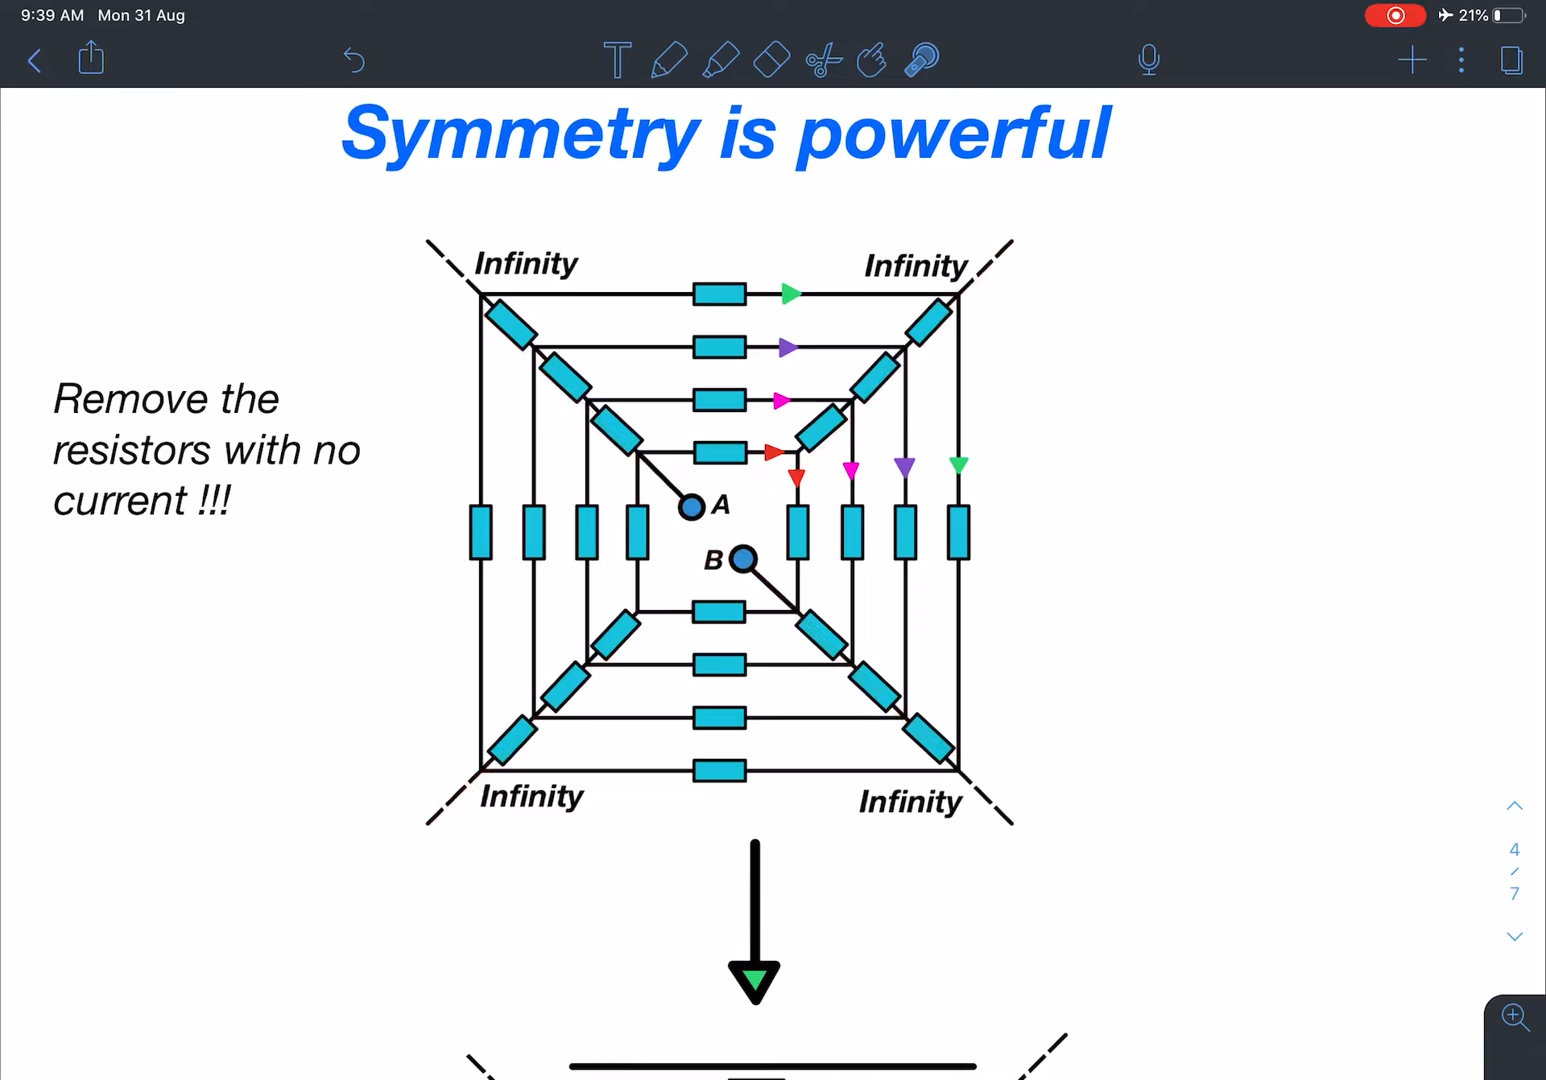 9:39 AM Mon 31 Aug
21%
T
Symmetry is powerful
Infinity
Infinity
Remove the
resistors with no
current !!!
A
B
Infinity
Infinity
4
/
7